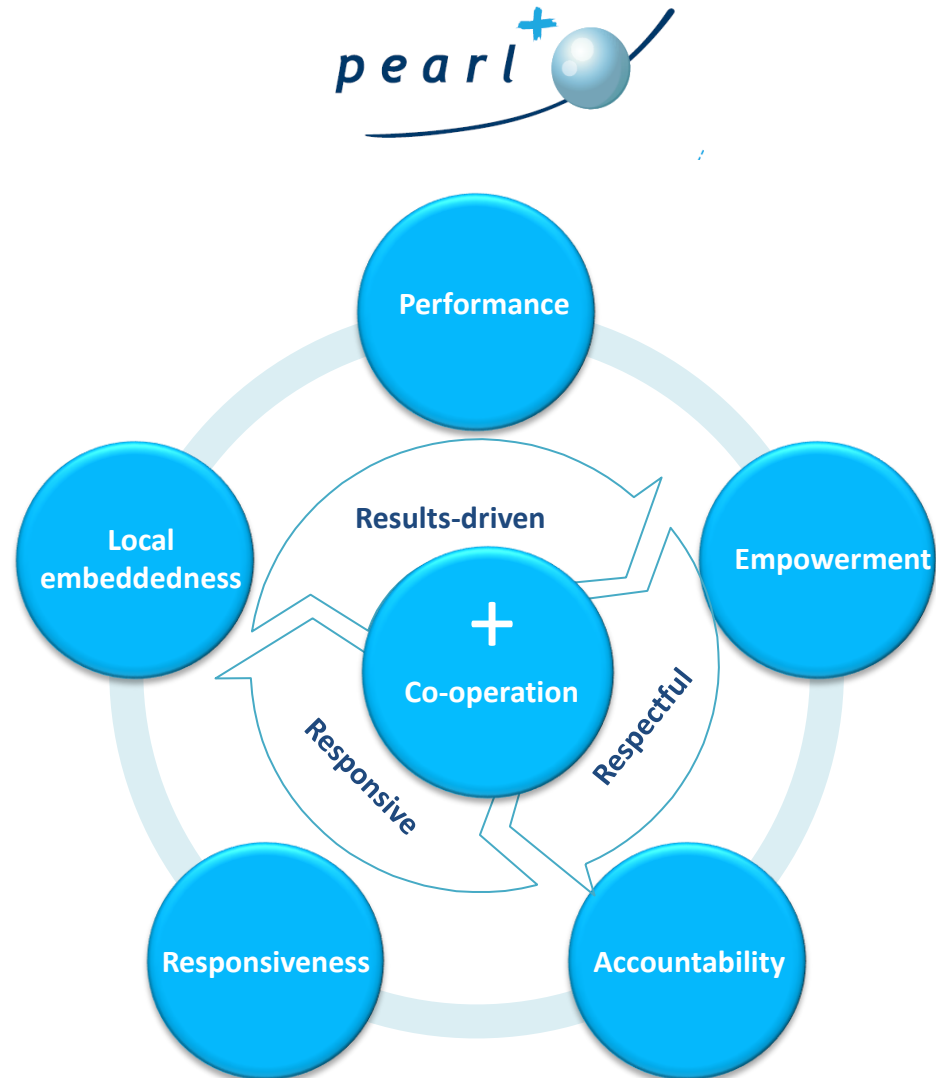 pearl+
Performance
Local
embeddedness
Results-driven
Empowerment
+
Co-operation
Responsive
Respectful
Responsiveness
Accountability